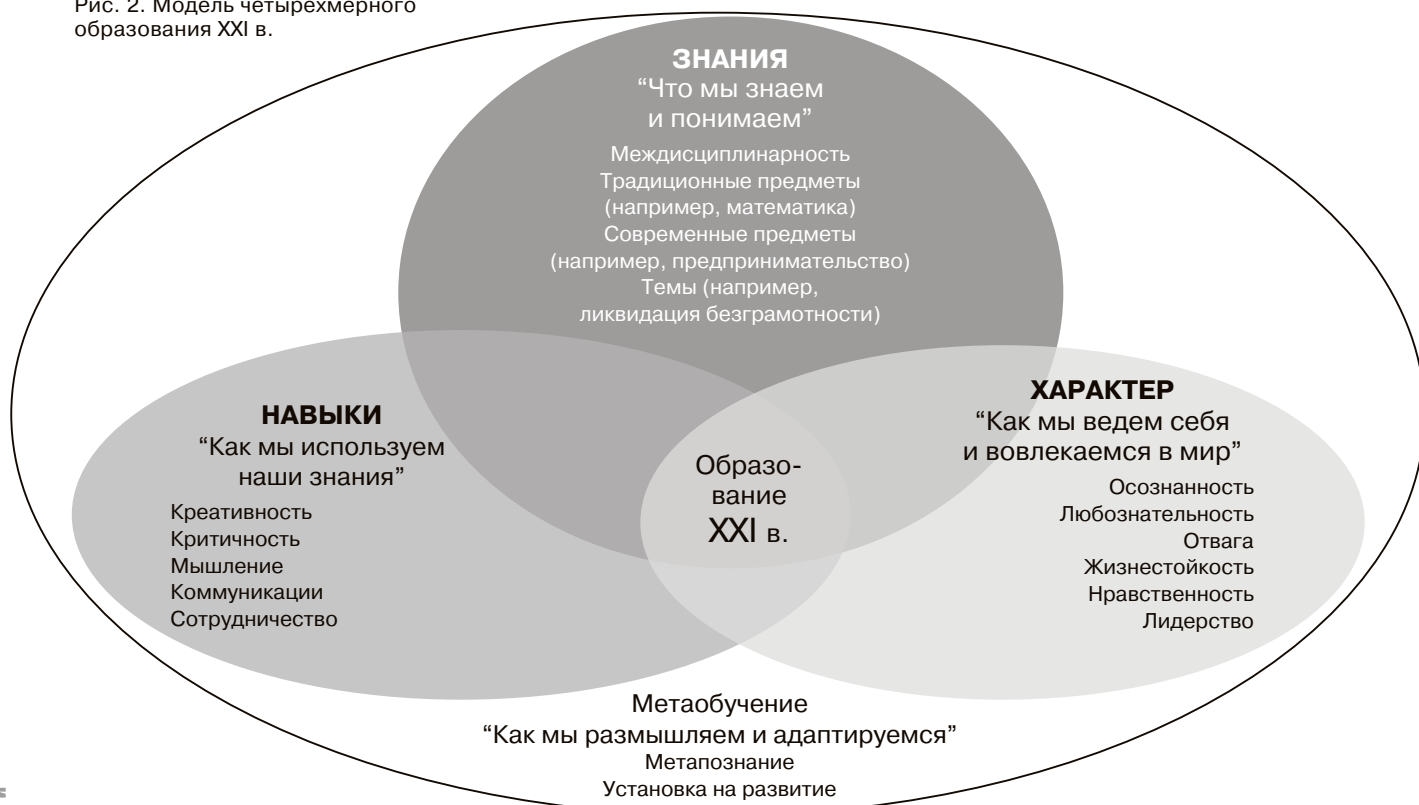 Рис. 2. Модель четырехмерного
образования XXI в.
ЗНАНИЯ
“Что мы знаем
и понимаем”
Междисциплинарность
Традиционные предметы
(например, математика)
Современные предметы
(например, предпринимательство)
Темы (например,
ликвидация безграмотности)
НАВЫКИ
“Как мы используем
наши знания”
Креативность
Критичность
Мышление
Коммуникации
Сотрудничество
Образо-
вание
XXI в.
ХАРАКТЕР
“Как мы ведем себя
и вовлекаемся в мир”
Осознанность
Любознательность
Отвага
Жизнестойкость
Нравственность
Лидерство
Метаобучение
“Как мы размышляем и адаптируемся”
Метапознание
Установка на развитие